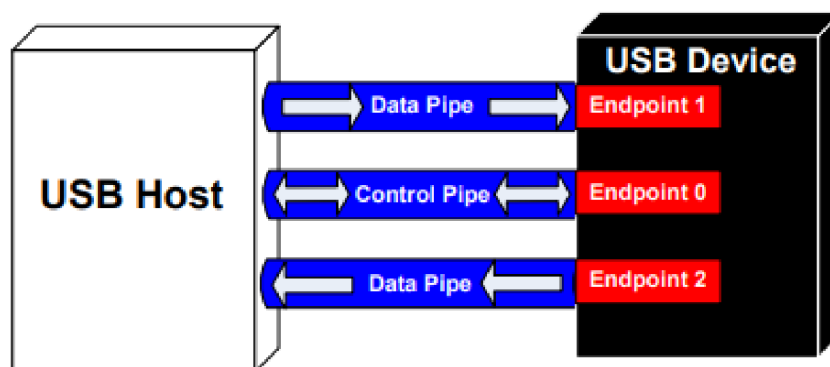 USB Device
Data Pipe
Endpoint 1
USB Host
Control Pipe
Endpoint 0
Data Pipe
Endpoint 2